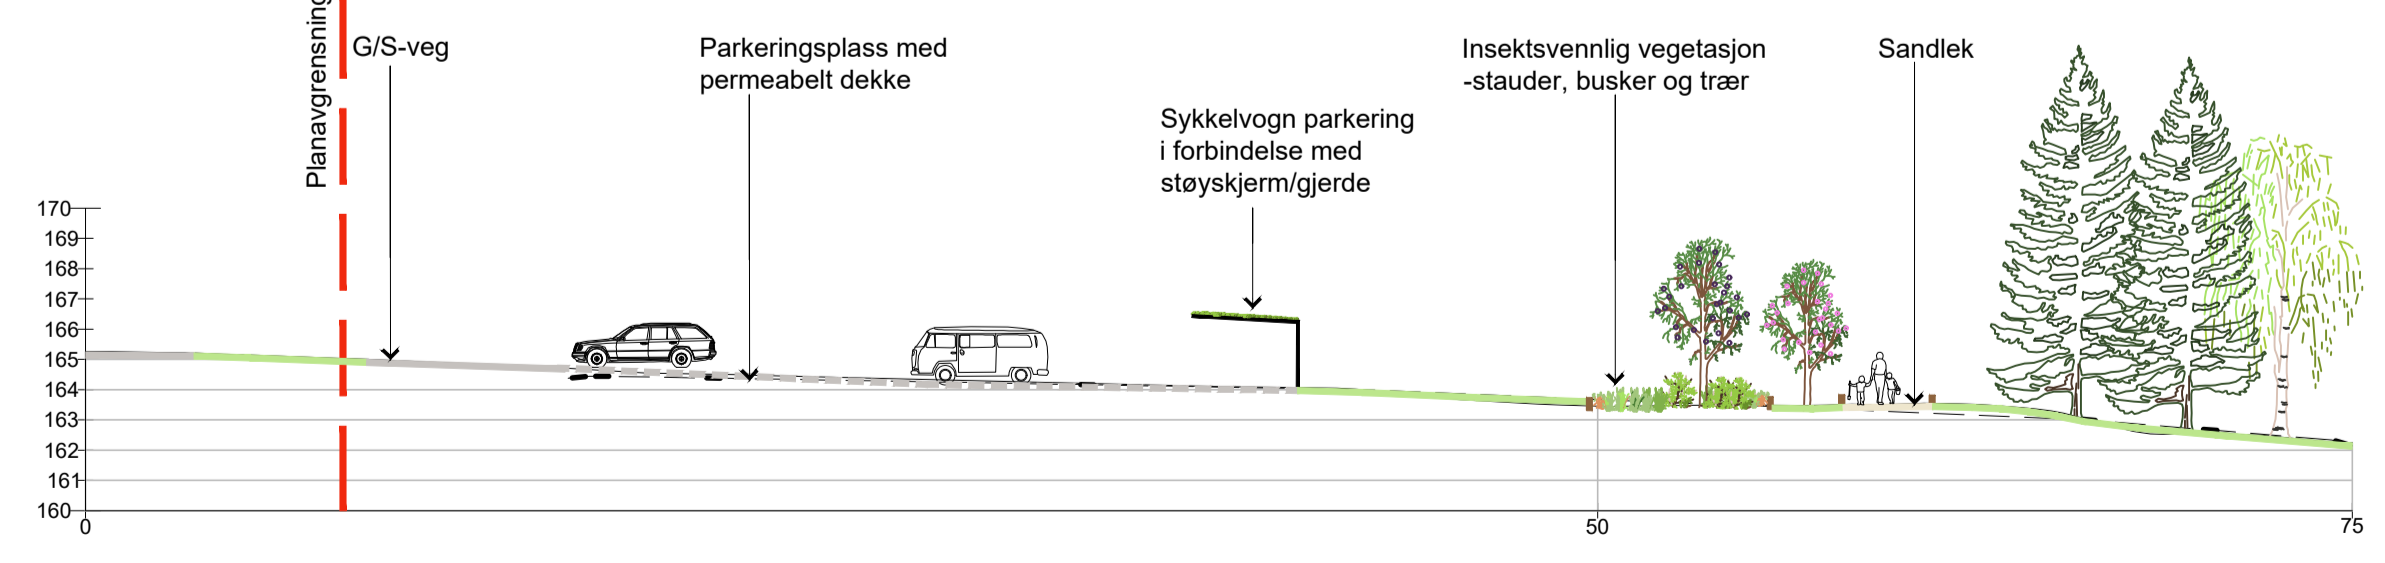 Planavgrensning
G/S-veg
Parkeringsplass med
permeabelt dekke
Sykkelvogn parkering
i forbindelse med
støyskjerm/gjerde
Insektsvennlig vegetasjon
-stauder, busker og trær
Sandlek
170
169
168
167
166
165
164
163
162
161
160
0
50
75